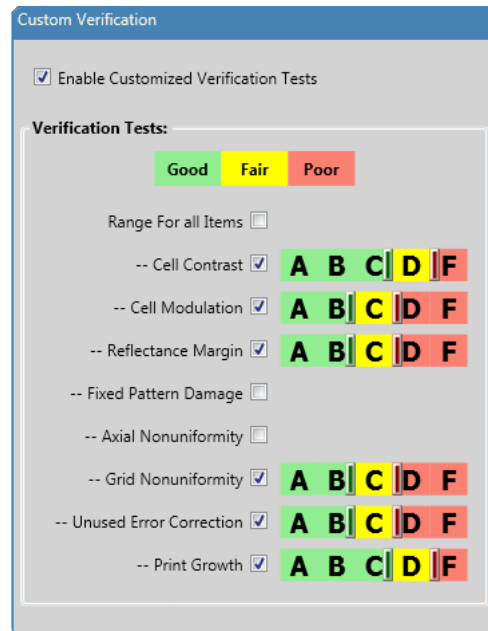 Custom Verification
Enable Customized Verification Tests
Verification Tests:
Good Fair Poor
Range For all Items
-- Cell Contrast A B C D F
-- Cell Modulation A B C D F
-- Reflectance Margin A B C D F
-- Fixed Pattern Damage
-- Axial Nonuniformity
-- Grid Nonuniformity A B C D F
-- Unused Error Correction A B C D F
-- Print Growth A B C D F